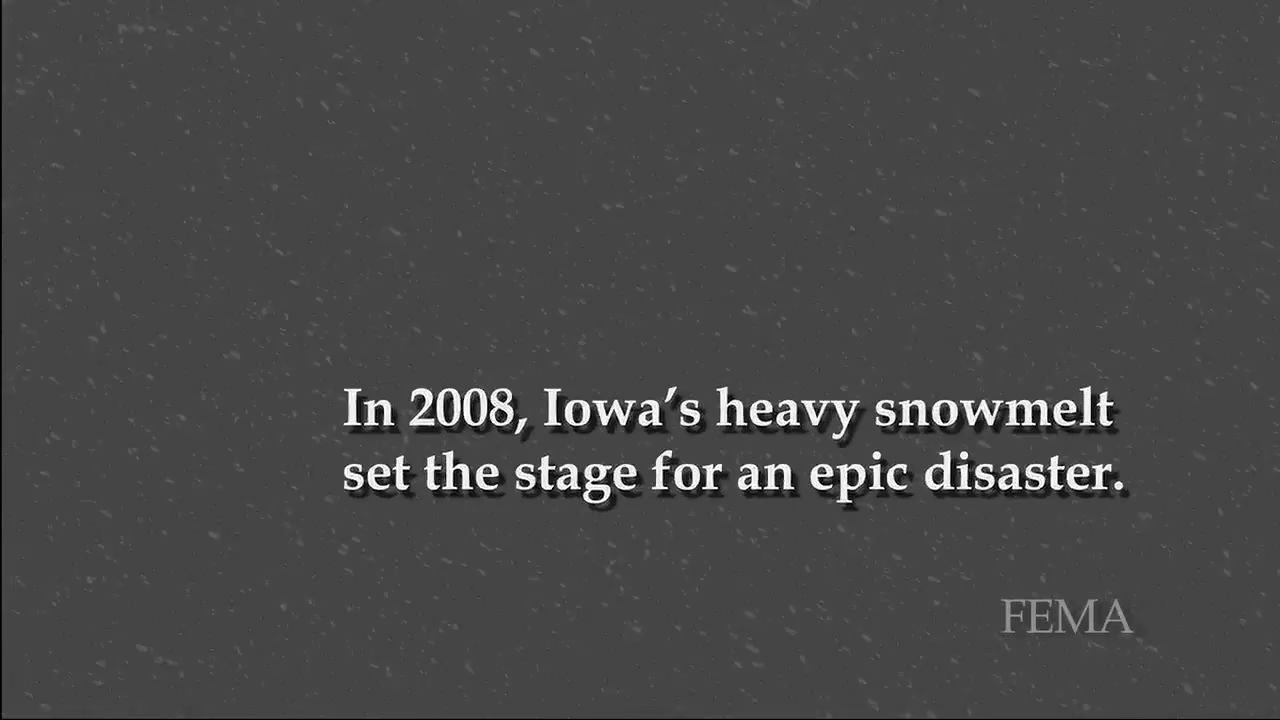 In 2008, Iowa’s heavy snowmelt
set the stage for an epic disaster.
FEMA